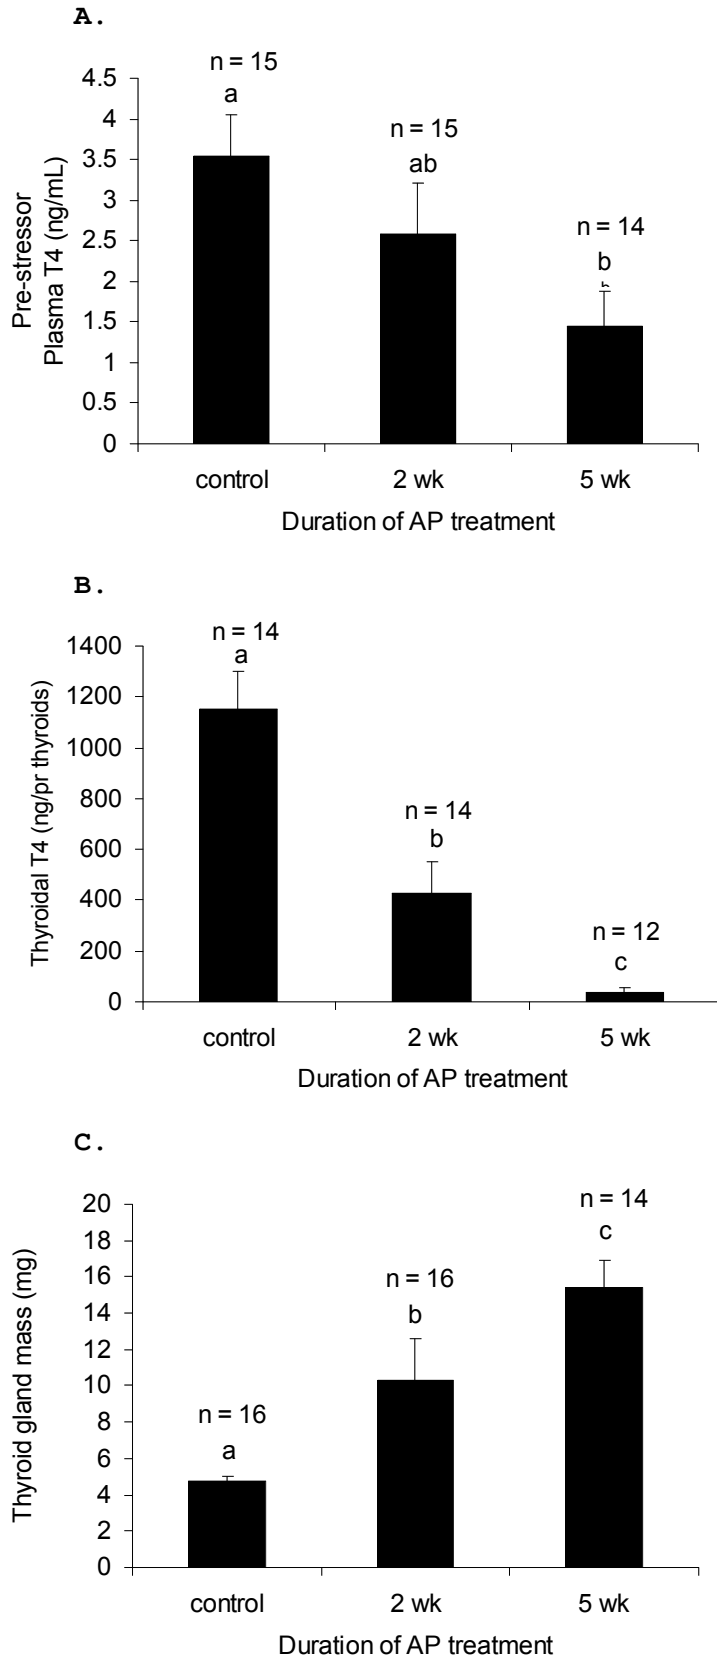 A.
n = 15
a
n = 15
ab
n = 14
b
4.5
4
3.5
3
2.5
2
1.5
1
0.5
0
Pre-stressor
Plasma T4 (ng/mL)
control 2 wk 5 wk
Duration of AP treatment
B.
n = 14
a
n = 14
b
n = 12
c
1400
1200
1000
800
600
400
200
0
Thyroidal T4 (ng/pr thyroids)
control 2 wk 5 wk
Duration of AP treatment
C.
n = 14
c
n = 16
b
n = 16
a
20
18
16
14
12
10
8
6
4
2
0
Thyroid gland mass (mg)
control 2 wk 5 wk
Duration of AP treatment